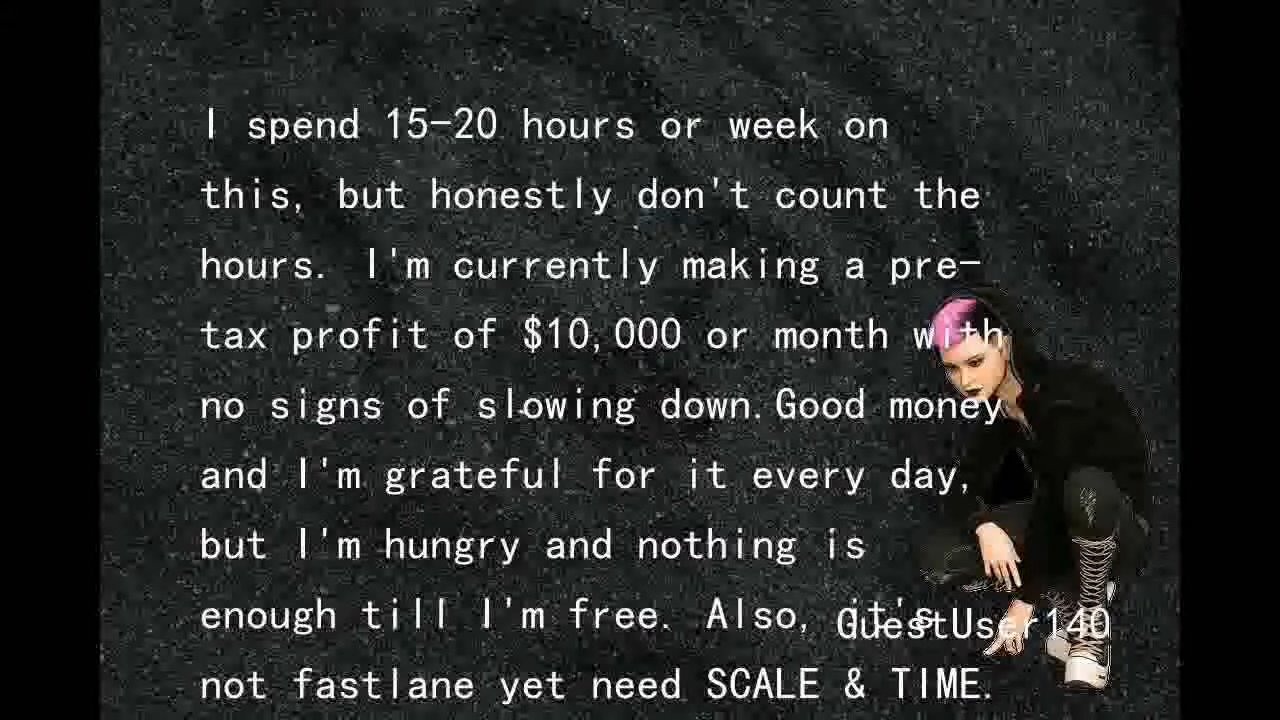 I spend 15-20 hours or week on
this, but honestly don't count the
hours. I'm currently making a pre-
tax profit of $10,000 or month with
no signs of slowing down.Good money
and I'm grateful for it every day,
but I'm hungry and nothing is
enough till I'm free. Also, it's
GuestUser140
not fastlane yet need SCALE & TIME.